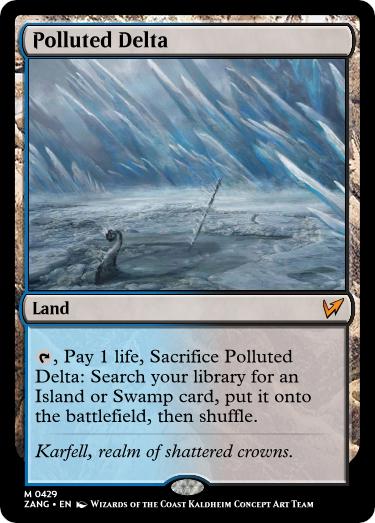 Polluted Delta
Land
, Pay 1 life, Sacrifice Polluted
Delta: Search your library for an
Island or Swamp card, put it onto
the battlefield, then shuffle.
Karfell, realm of shattered crowns.
M 0429
ZANG • EN Wizards of the Coast Kaldheim Concept Art Team